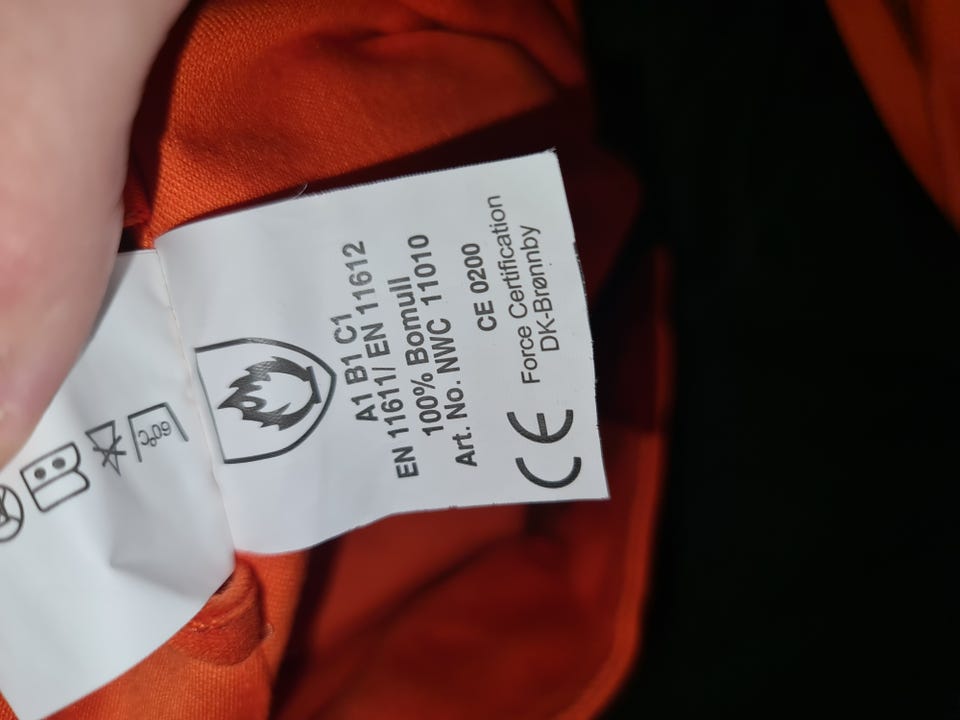 A1 B1 C1
EN 11611/ EN 11612
100% Bomull
Art. No. NWC 11010
CE 0200
CE Force Certification
DK-Brønnby
60°C